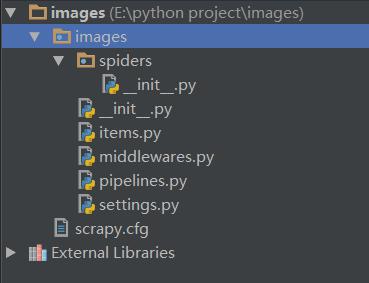 images (E:\python project\images)
images
spiders
__init__.py
__init__.py
items.py
middlewares.py
pipelines.py
settings.py
scrapy.cfg
External Libraries